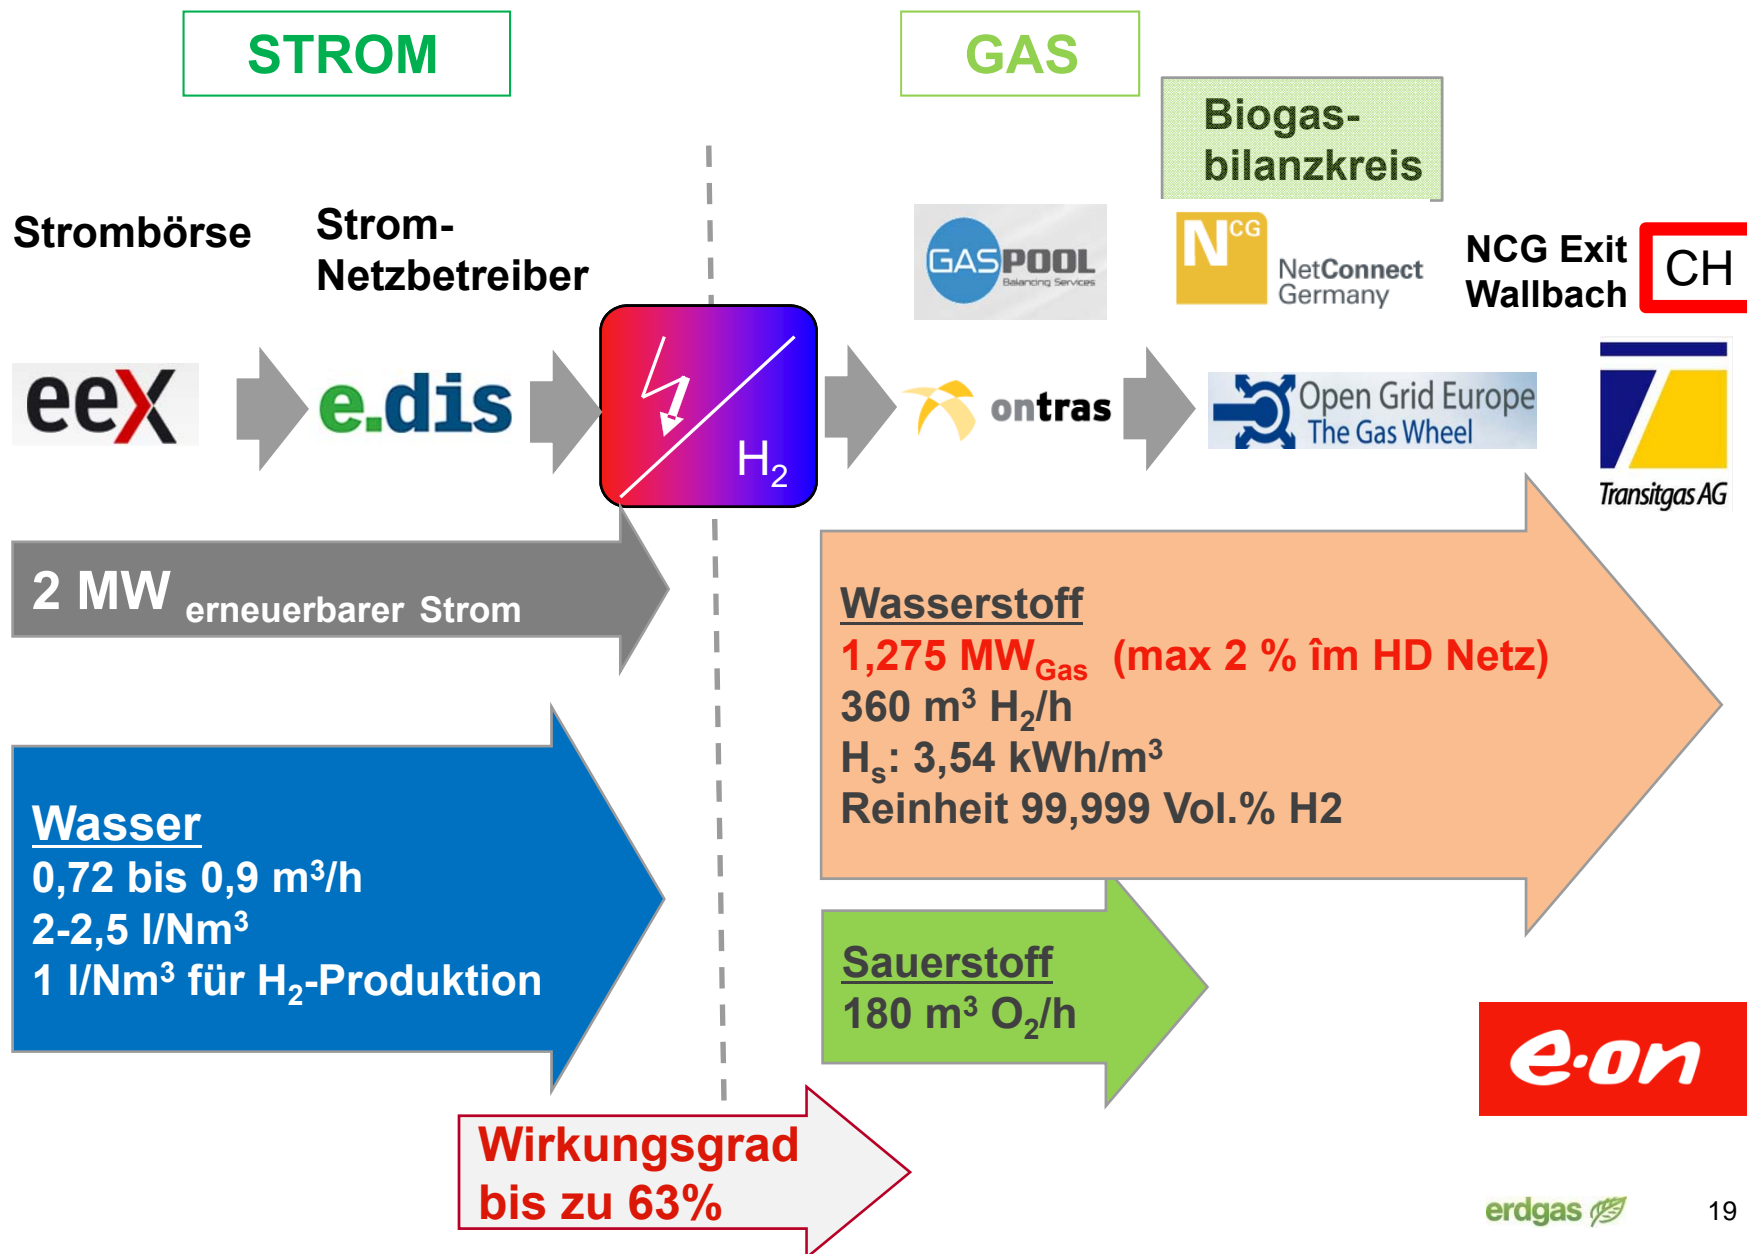 STROM
GAS
Biogas-
bilanzkreis
Strombörse
Strom-
Netzbetreiber
GASPOOL
Balancing Services
NCG
NetConnect
Germany
NCG Exit
Wallbach
CH
eex
e.dis
H₂
ontras
Open Grid Europe
The Gas Wheel
Transitgas AG
2 MW erneuerbarer Strom
Wasserstoff
1,275 MW_Gas (max 2 % îm HD Netz)
360 m³ H₂/h
Hₛ: 3,54 kWh/m³
Reinheit 99,999 Vol.% H2
Wasser
0,72 bis 0,9 m³/h
2-2,5 l/Nm³
1 l/Nm³ für H₂-Produktion
Sauerstoff
180 m³ O₂/h
e·on
Wirkungsgrad
bis zu 63%
erdgas
19